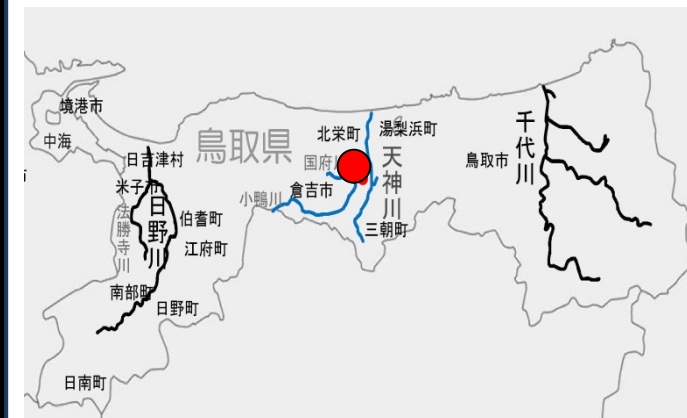 境港市
中海
日吉津村
米子市
法勝寺川
日野川
伯耆町
江府町
南部町
日野町
日南町
鳥取県
北栄町
湯梨浜町
国府
天神川
倉吉市
小鴨川
三朝町
鳥取市
千代川